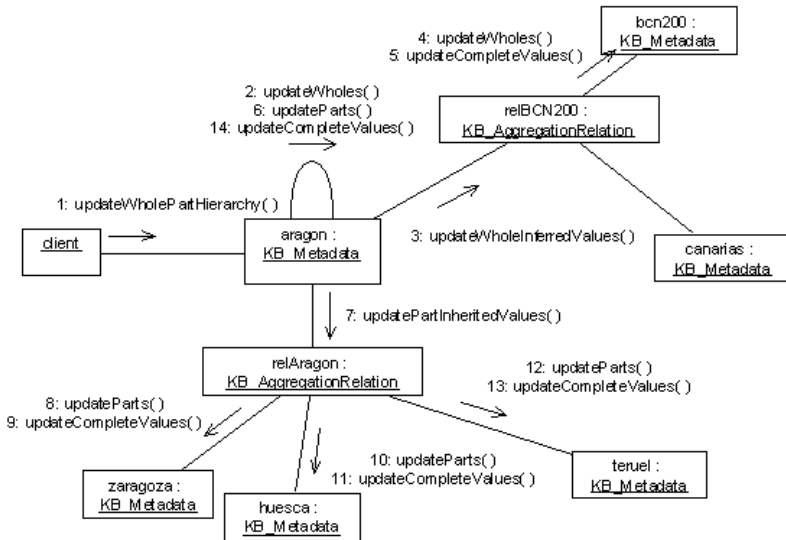 bcn200 :
KB_Metadata
4: updateWholes( )
5: updateCompleteValues( )
2: updateWholes( )
6: updateParts( )
14: updateCompleteValues( )
relBCN200 :
KB_AggregationRelation
1: updateWholePartHierarchy( )
client
aragon :
KB_Metadata
3: updateWholeInferredValues( )
canarias :
KB_Metadata
7: updatePartInheritedValues( )
relAragon :
KB_AggregationRelation
12: updateParts( )
13: updateCompleteValues( )
8: updateParts( )
9: updateCompleteValues( )
10: updateParts( )
11: updateCompleteValues( )
zaragoza :
KB_Metadata
huesca :
KB_Metadata
teruel :
KB_Metadata